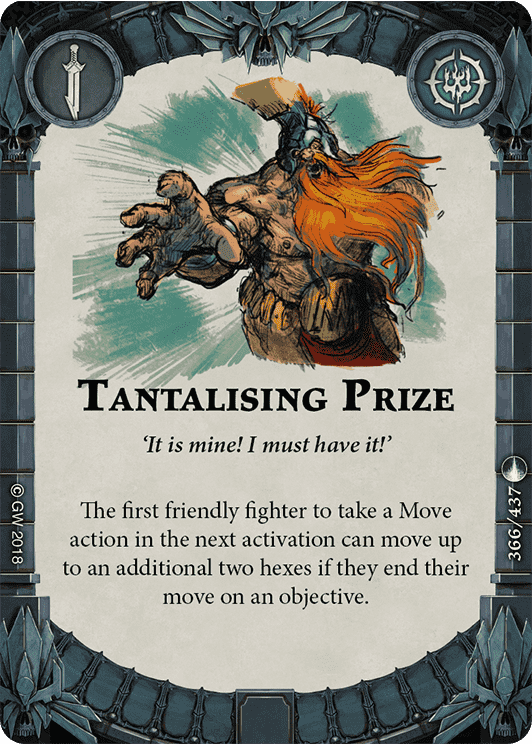 TANTALISING PRIZE
‘It is mine! I must have it!’
The first friendly fighter to take a Move
action in the next activation can move up
to an additional two hexes if they end their
move on an objective.
© GW 2018
366/437